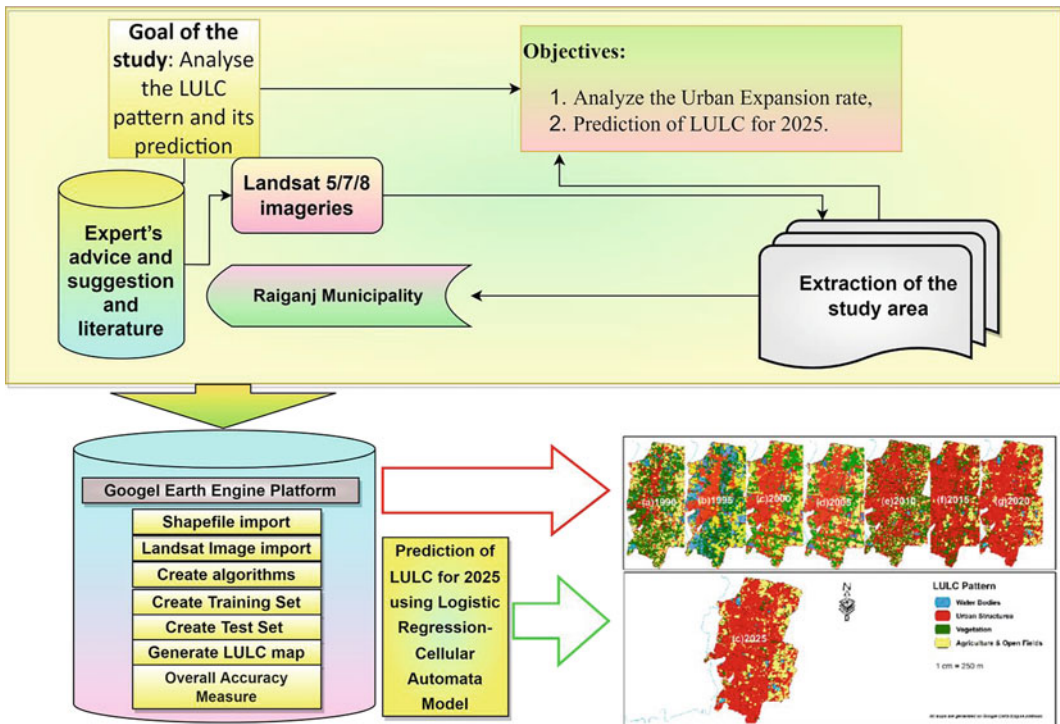 Goal of the
study: Analyse
the LULC
pattern and its
prediction
Objectives:
1. Analyze the Urban Expansion rate,
2. Prediction of LULC for 2025.
Expert's
advice and
suggestion
and
literature
Landsat 5/7/8
imageries
Raiganj Municipality
Extraction of the
study area
Googel Earth Engine Platform
Shapefile import
Landsat Image import
Create algorithms
Create Training Set
Create Test Set
Generate LULC map
Overall Accuracy
Measure
Prediction of
LULC for 2025
using Logistic
Regression-
Cellular
Automata
Model
(a)1990
(b)1995
(c)2000
(d)2005
(e)2010
(f)2015
(g)2020
(c)2025
N
LULC Pattern
Water Bodies
Urban Structures
Vegetation
Agriculture & Open Fields
1 cm = 250 m